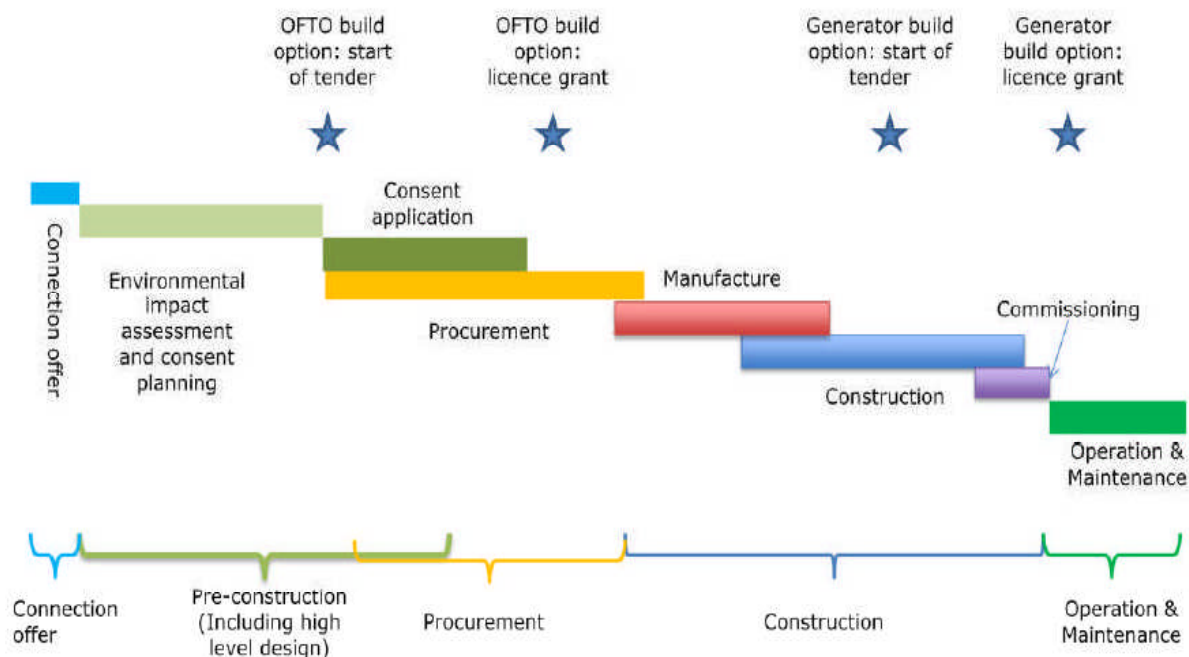 OFTO build
option: start
of tender
OFTO build
option:
licence grant
Generator build
option: start of
tender
Generator
build option:
licence grant
Connection offer
Consent
application
Environmental
impact
assessment
and consent
planning
Procurement
Manufacture
Commissioning
Construction
Operation &
Maintenance
Connection
offer
Pre-construction
(Including high
level design)
Procurement
Construction
Operation &
Maintenance